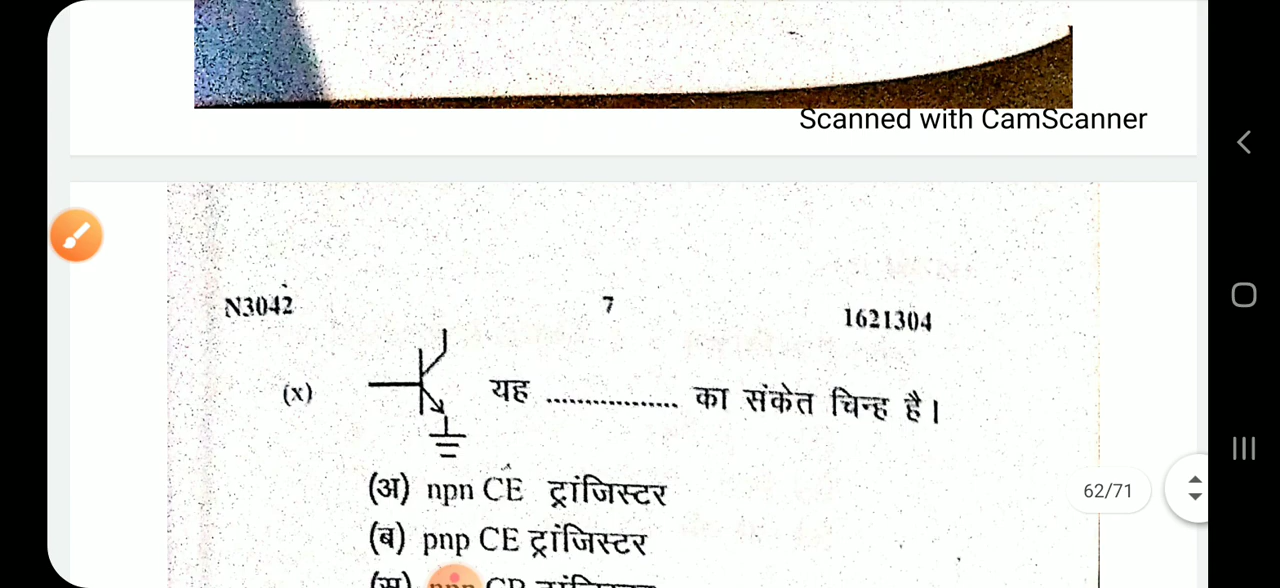 Scanned with CamScanner
N3042
7
1621304
(x) यह ................. का संकेत चिन्ह है।
(अ) npn CE ट्रांजिस्टर
(ब) pnp CE ट्रांजिस्टर
62/71